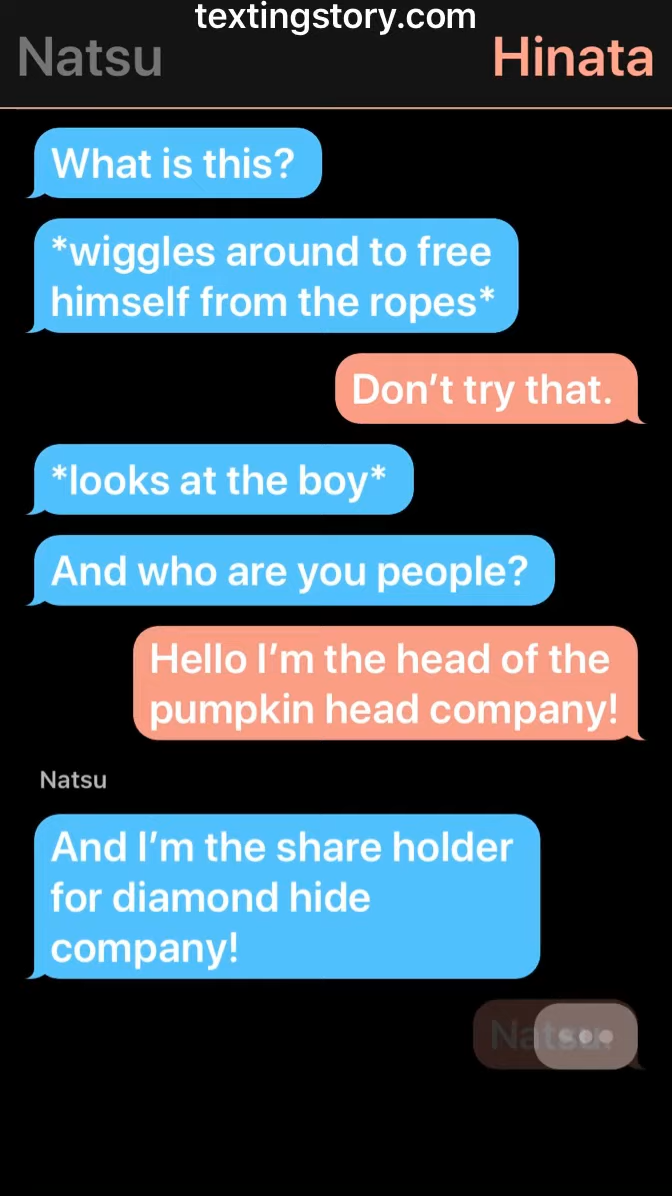 textingstory.com
Natsu
Hinata
What is this?
*wiggles around to free
himself from the ropes*
Don’t try that.
*looks at the boy*
And who are you people?
Hello I’m the head of the
pumpkin head company!
Natsu
And I’m the share holder
for diamond hide
company!